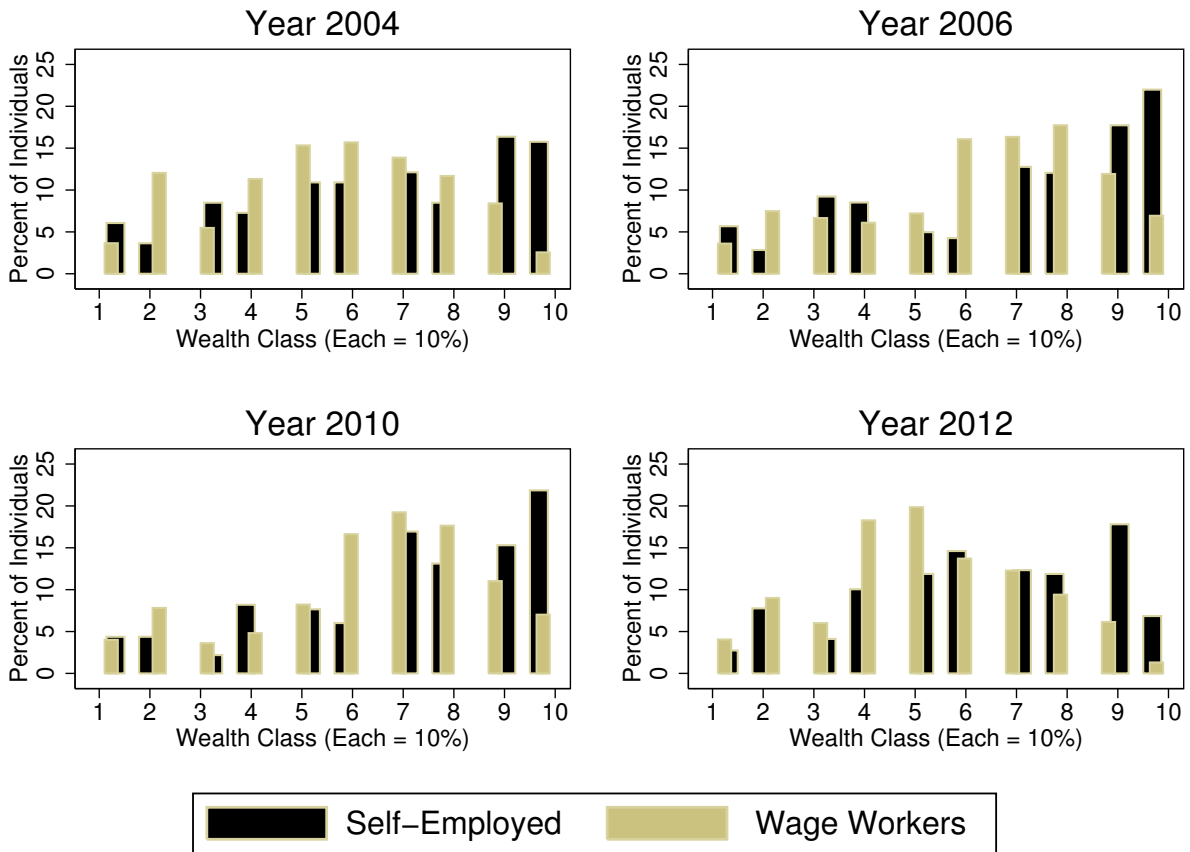 Year 2004
Percent of Individuals
25
20
15
10
5
0
1 2 3 4 5 6 7 8 9 10
Wealth Class (Each = 10%)
Year 2006
Percent of Individuals
25
20
15
10
5
0
1 2 3 4 5 6 7 8 9 10
Wealth Class (Each = 10%)
Year 2010
Percent of Individuals
25
20
15
10
5
0
1 2 3 4 5 6 7 8 9 10
Wealth Class (Each = 10%)
Year 2012
Percent of Individuals
25
20
15
10
5
0
1 2 3 4 5 6 7 8 9 10
Wealth Class (Each = 10%)
Self−Employed Wage Workers